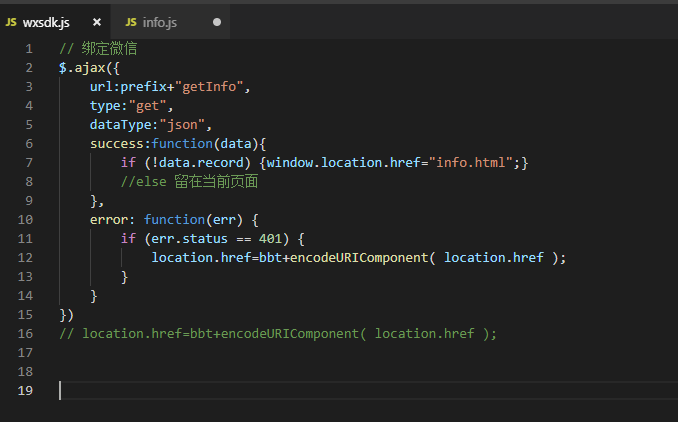 JS wxsdk.js × JS info.js ●
1 // 绑定微信
2 $.ajax({
3     url:prefix+"getInfo",
4     type:"get",
5     dataType:"json",
6     success:function(data){
7         if (!data.record) {window.location.href="info.html";}
8         //else 留在当前页面
9     },
10     error: function(err) {
11         if (err.status == 401) {
12             location.href=bbt+encodeURIComponent( location.href );
13         }
14     }
15 })
16 // location.href=bbt+encodeURIComponent( location.href );
17
18
19